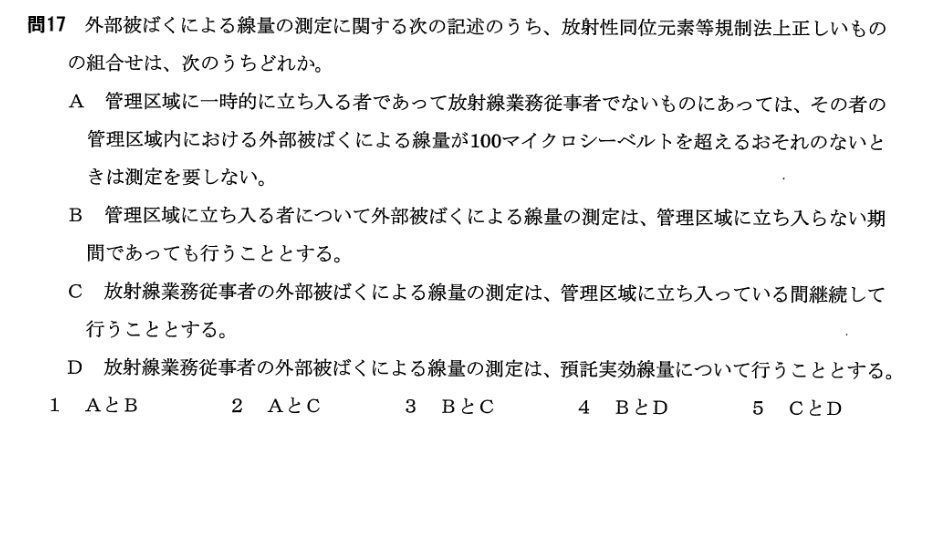 問17 外部被ばくによる線量の測定に関する次の記述のうち、放射性同位元素等規制法上正しいもの
の組合せは、次のうちどれか。
A 管理区域に一時的に立ち入る者であって放射線業務従事者でないものにあっては、その者の
管理区域内における外部被ばくによる線量が100マイクロシーベルトを超えるおそれのないと
きは測定を要しない。
B 管理区域に立ち入る者について外部被ばくによる線量の測定は、管理区域に立ち入らない期
間であっても行うこととする。
C 放射線業務従事者の外部被ばくによる線量の測定は、管理区域に立ち入っている間継続して
行うこととする。
D 放射線業務従事者の外部被ばくによる線量の測定は、預託実効線量について行うこととする。
1 AとB 2 AとC 3 BとC 4 BとD 5 CとD